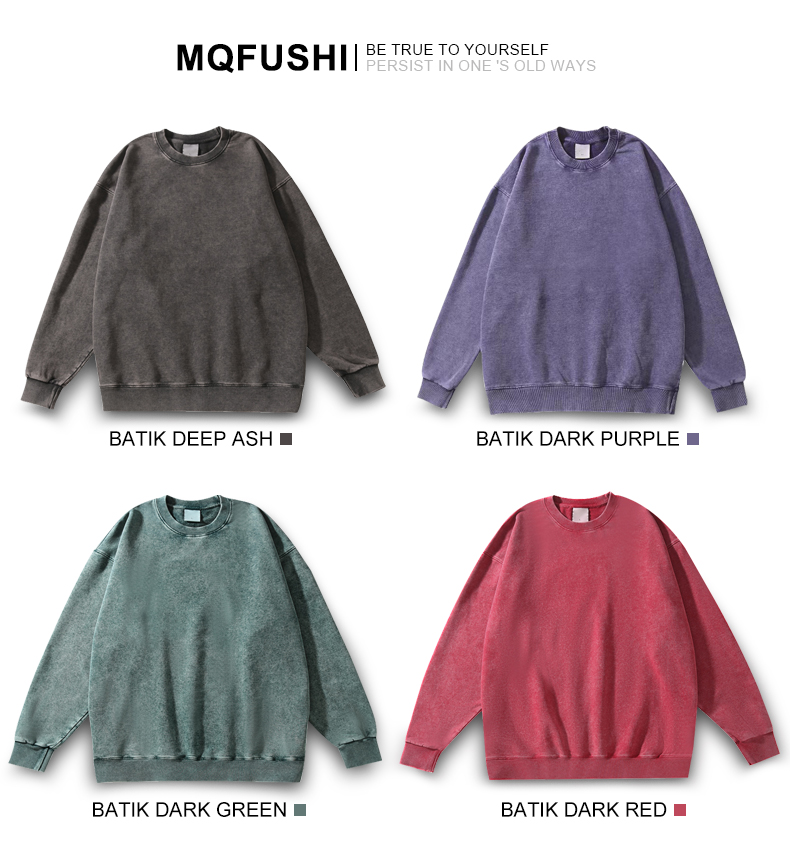 MQFUSHI
BE TRUE TO YOURSELF
PERSIST IN ONE 'S OLD WAYS
BATIK DEEP ASH
BATIK DARK PURPLE
BATIK DARK GREEN
BATIK DARK RED